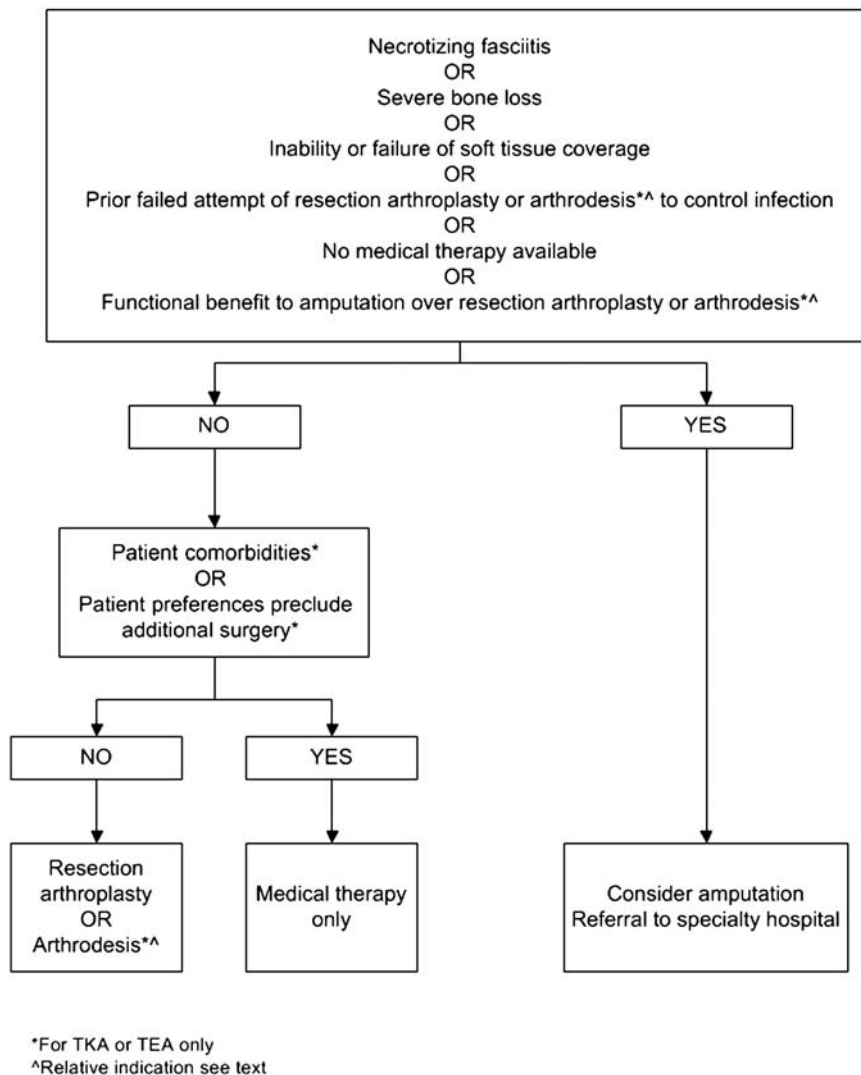 Necrotizing fasciitis
OR
Severe bone loss
OR
Inability or failure of soft tissue coverage
OR
Prior failed attempt of resection arthroplasty or arthrodesis*^ to control infection
OR
No medical therapy available
OR
Functional benefit to amputation over resection arthroplasty or arthrodesis*^
NO
YES
Patient comorbidities*
OR
Patient preferences preclude
additional surgery*
NO
YES
Resection
arthroplasty
OR
Arthrodesis*^
Medical therapy
only
Consider amputation
Referral to specialty hospital
*For TKA or TEA only
^Relative indication see text